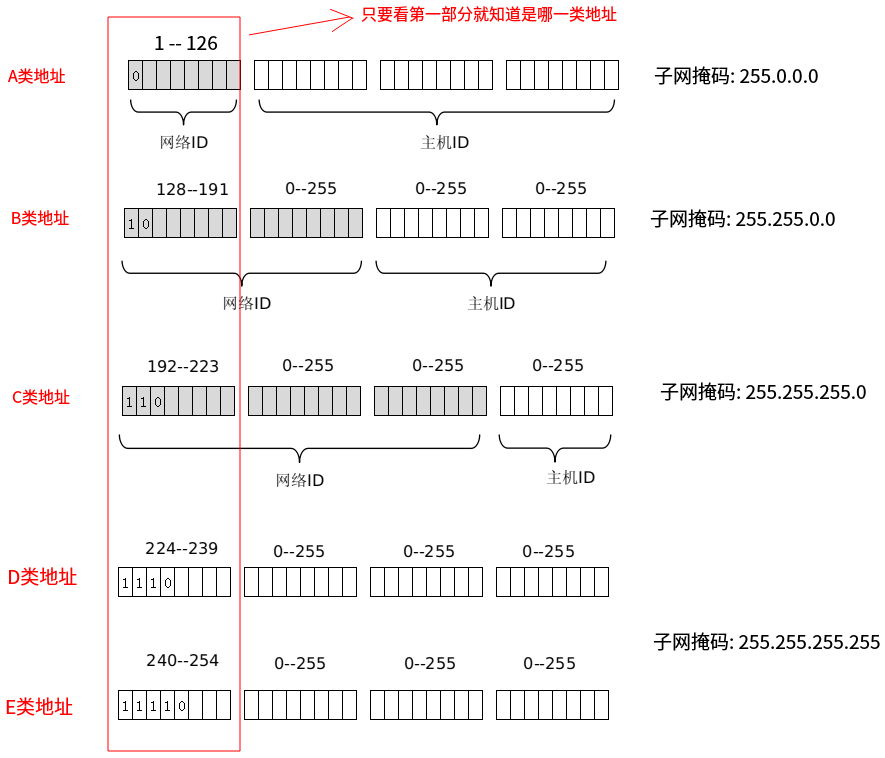 只要看第一部分就知道是哪一类地址
1 -- 126
A类地址
0
子网掩码: 255.0.0.0
网络ID
主机ID
128--191
0--255
0--255
0--255
B类地址
1 0
子网掩码: 255.255.0.0
网络ID
主机ID
192--223
0--255
0--255
0--255
C类地址
1 1 0
子网掩码: 255.255.255.0
网络ID
主机ID
224--239
0--255
0--255
0--255
D类地址
1 1 1 0
子网掩码: 255.255.255.255
240--254
0--255
0--255
0--255
E类地址
1 1 1 1 0